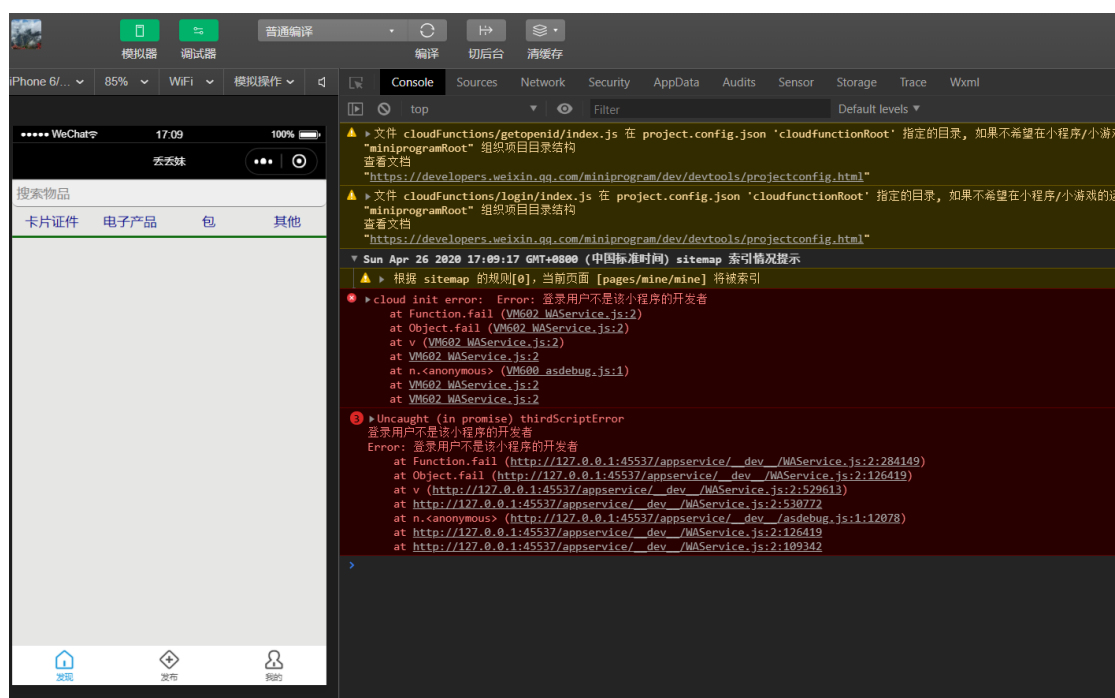 模拟器 调试器 普通编译 编译 切后台 清缓存
iPhone 6/... 85% WiFi 模拟操作
Console Sources Network Security AppData Audits Sensor Storage Trace Wxml
top Filter Default levels ▼
●●●●● WeChat 17:09 100%
丢丢妹
搜索物品
卡片证件 电子产品 包 其他
发现 发布 我的
文件 cloudFunctions/getopenid/index.js 在 project.config.json 'cloudfunctionRoot' 指定的目录, 如果不希望在小程序/小游
"miniprogramRoot" 组织项目目录结构
查看文档
"https://developers.weixin.qq.com/miniprogram/dev/devtools/projectconfig.html"
文件 cloudFunctions/login/index.js 在 project.config.json 'cloudfunctionRoot' 指定的目录, 如果不希望在小程序/小游戏的
"miniprogramRoot" 组织项目目录结构
查看文档
"https://developers.weixin.qq.com/miniprogram/dev/devtools/projectconfig.html"
Sun Apr 26 2020 17:09:17 GMT+0800 (中国标准时间) sitemap 索引情况提示
根据 sitemap 的规则[0], 当前页面 [pages/mine/mine] 将被索引
cloud init error: Error: 登录用户不是该小程序的开发者
at Function.fail (VM602 WAService.js:2)
at Object.fail (VM602 WAService.js:2)
at v (VM602 WAService.js:2)
at VM602 WAService.js:2
at n.<anonymous> (VM600 asdebug.js:1)
at VM602 WAService.js:2
at VM602 WAService.js:2
3 Uncaught (in promise) thirdScriptError
登录用户不是该小程序的开发者
Error: 登录用户不是该小程序的开发者
at Function.fail (http://127.0.0.1:45537/appservice/__dev__/WAService.js:2:284149)
at Object.fail (http://127.0.0.1:45537/appservice/__dev__/WAService.js:2:126419)
at v (http://127.0.0.1:45537/appservice/__dev__/WAService.js:2:529613)
at http://127.0.0.1:45537/appservice/__dev__/WAService.js:2:530772
at n.<anonymous> (http://127.0.0.1:45537/appservice/__dev__/asdebug.js:1:12078)
at http://127.0.0.1:45537/appservice/__dev__/WAService.js:2:126419
at http://127.0.0.1:45537/appservice/__dev__/WAService.js:2:109342